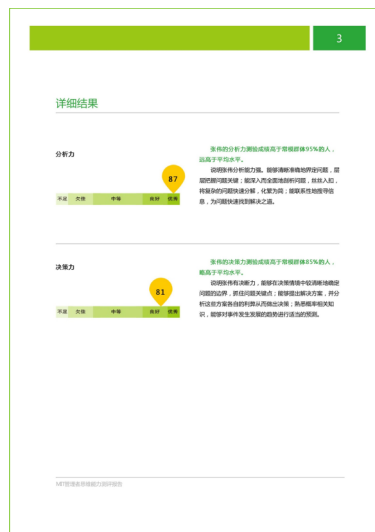 3
详细结果
分析力
87
不足 欠佳 中等 良好 优秀
张伟的分析力测验成绩高于常模群体95%的人，
远高于平均水平。
说明张伟分析能力强。能够清晰准确地界定问题，层
层把握问题关键；能深入而全面地剖析问题，丝丝入扣，
将复杂的问题快速分解，化繁为简；能联系性地搜寻信
息，为问题快速找到解决之道。
决策力
81
不足 欠佳 中等 良好 优秀
张伟的决策力测验成绩高于常模群体85%的人，
略高于平均水平。
说明张伟有决断力，能够在决策情境中较清晰地确定
问题的边界，抓住问题关键点；能够提出解决方案，并分
析这些方案各自的利弊从而做出决策；熟悉概率相关知
识，能够对事件发生发展的趋势进行适当的预测。